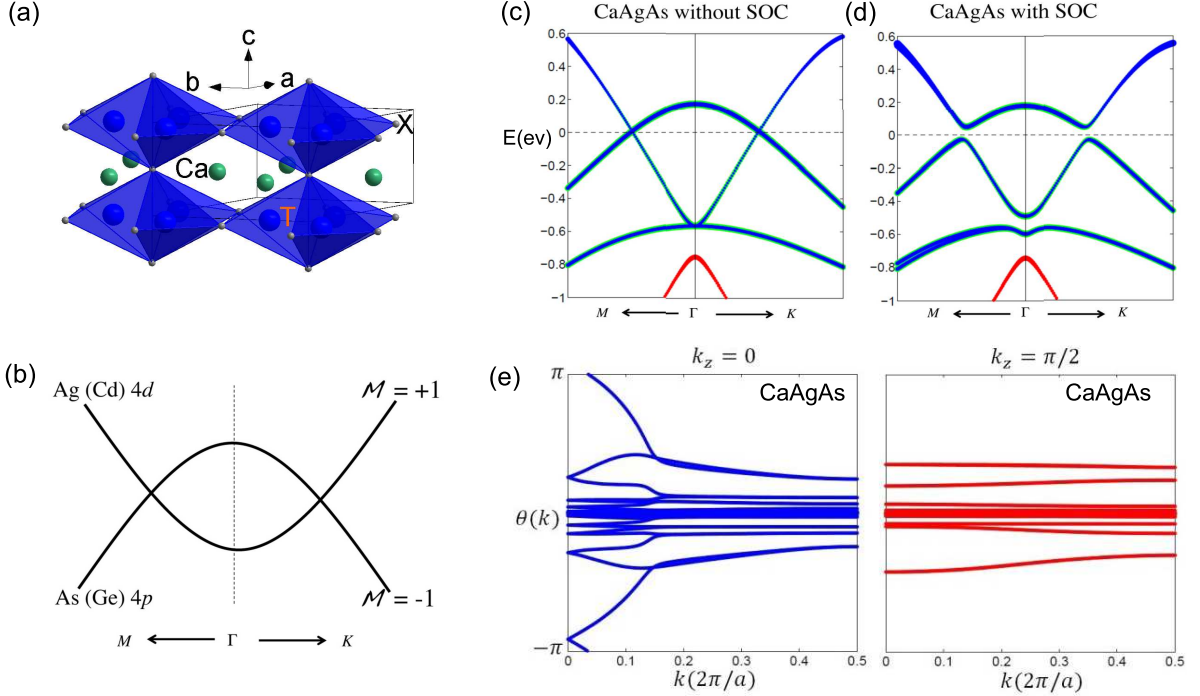 (a)
c
b
a
X
Ca
T
(b)
Ag (Cd) 4d
M = +1
As (Ge) 4p
M = -1
M
Γ
K
(c)
CaAgAs without SOC
0.6
0.4
0.2
0
E(ev)
−0.2
−0.4
−0.6
−0.8
−1
M
Γ
K
(d)
CaAgAs with SOC
0.6
0.4
0.2
0
−0.2
−0.4
−0.6
−0.8
−1
M
Γ
K
(e)
k_z = 0
π
CaAgAs
θ(k)
−π
0
0.1
0.2
0.3
0.4
0.5
k(2π/a)
k_z = π/2
CaAgAs
0
0.1
0.2
0.3
0.4
0.5
k(2π/a)